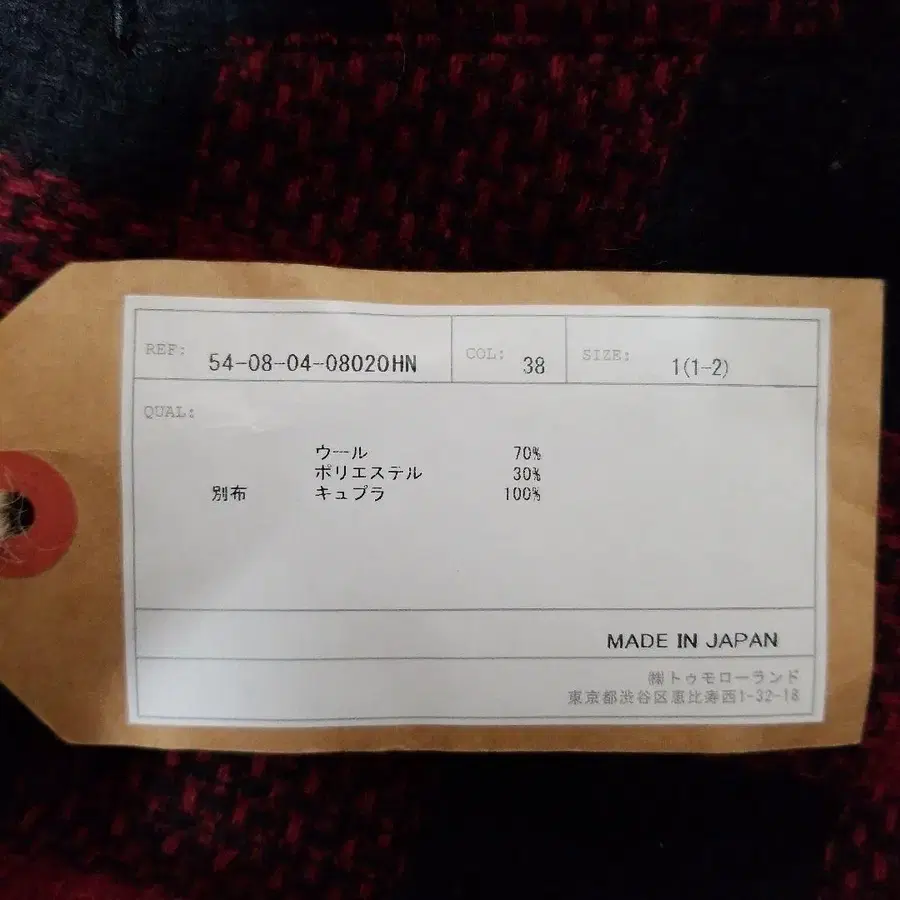 REF: 54-08-04-08020HN COL: 38 SIZE: 1(1-2)
QUAL:
ウール 70%
ポリエステル 30%
別布 キュプラ 100%
MADE IN JAPAN
㈱トゥモローランド
東京都渋谷区恵比寿西1-32-18